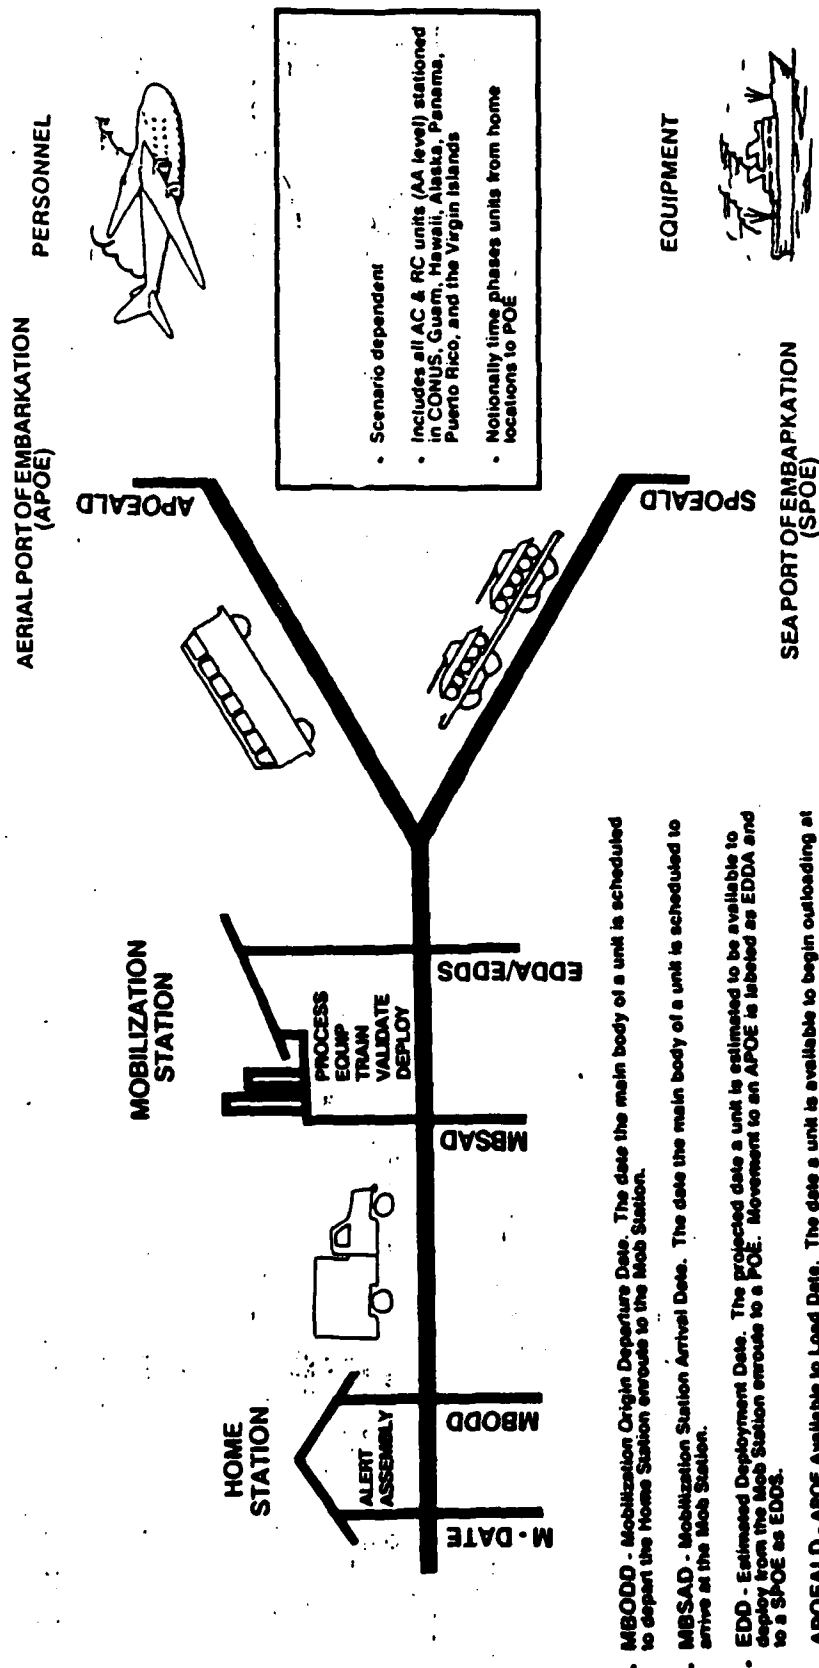 AERIAL PORT OF EMBARKATION
(APOE)
PERSONNEL
MOBILIZATION
STATION
HOME
STATION
ALERT
ASSEMBLY
PROCESS
EQUIP
TRAIN
VALIDATE
DEPLOY
M-DATE
MBODD
MBSAD
EDDA/EDDS
APOEALD
SPOEALD
• Scenario dependent
• Includes all AC & RC units (AA level) stationed
in CONUS, Guam, Hawaii, Alaska, Panama,
Puerto Rico, and the Virgin Islands
• Notionally time phases units from home
locations to POE
EQUIPMENT
SEA PORT OF EMBARKATION
(SPOE)
• MBODD - Mobilization Origin Departure Date. The date the main body of a unit is scheduled
to depart the Home Station enroute to the Mob Station.
• MBSAD - Mobilization Station Arrival Date. The date the main body of a unit is scheduled to
arrive at the Mob Station.
• EDD - Estimated Deployment Date. The projected date a unit is estimated to be available to
deploy from the Mob Station enroute to a POE. Movement to an APOE is labeled as EDDA and
to a SPOE as EDDS.
APOEALD - APOE Available to Load Date. The date a unit is available to begin outloading at